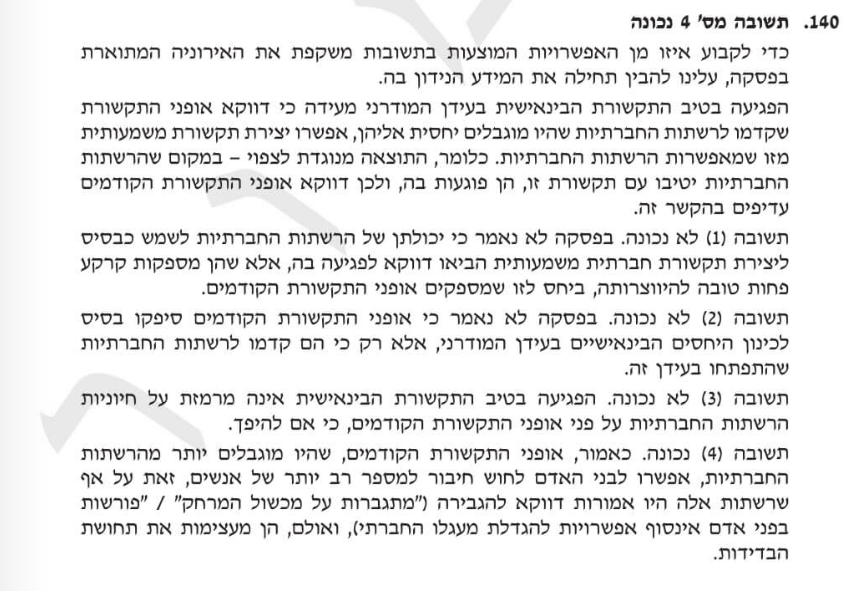 140. תשובה מס' 4 נכונה
כדי לקבוע איזו מן האפשרויות המוצעות בתשובות משקפת את האירוניה המתוארת
בפסקה, עלינו להבין תחילה את המידע הנידון בה.
הפגיעה בטיב התקשורת הבינאישית בעידן המודרני מעידה כי דווקא אופני התקשורת
שקדמו לרשתות החברתיות שהיו מוגבלים יחסית אליהן, אפשרו יצירת תקשורת משמעותית
מזו שמאפשרות הרשתות החברתיות. כלומר, התוצאה מנוגדת לצפוי – במקום שהרשתות
החברתיות יטיבו עם תקשורת זו, הן פוגעות בה, ולכן דווקא אופני התקשורת הקודמים
עדיפים בהקשר זה.
תשובה (1) לא נכונה. בפסקה לא נאמר כי יכולתן של הרשתות החברתיות לשמש כבסיס
ליצירת תקשורת חברתית משמעותית הביאו דווקא לפגיעה בה, אלא שהן מספקות קרקע
פחות טובה להיווצרותה, ביחס לזו שמספקים אופני התקשורת הקודמים.
תשובה (2) לא נכונה. בפסקה לא נאמר כי אופני התקשורת הקודמים סיפקו בסיס
לכינון היחסים הבינאישיים בעידן המודרני, אלא רק כי הם קדמו לרשתות החברתיות
שהתפתחו בעידן זה.
תשובה (3) לא נכונה. הפגיעה בטיב התקשורת הבינאישית אינה מרמזת על חיוניות
הרשתות החברתיות על פני אופני התקשורת הקודמים, כי אם להיפך.
תשובה (4) נכונה. כאמור, אופני התקשורת הקודמים, שהיו מוגבלים יותר מהרשתות
החברתיות, אפשרו לבני האדם לחוש חיבור למספר רב יותר של אנשים, זאת על אף
שרשתות אלה היו אמורות דווקא להגבירה ("מתגברות על מכשול המרחק" / "פורשות
בפני אדם אינסוף אפשרויות להגדלת מעגלו החברתי), ואולם, הן מעצימות את תחושת
הבדידות.